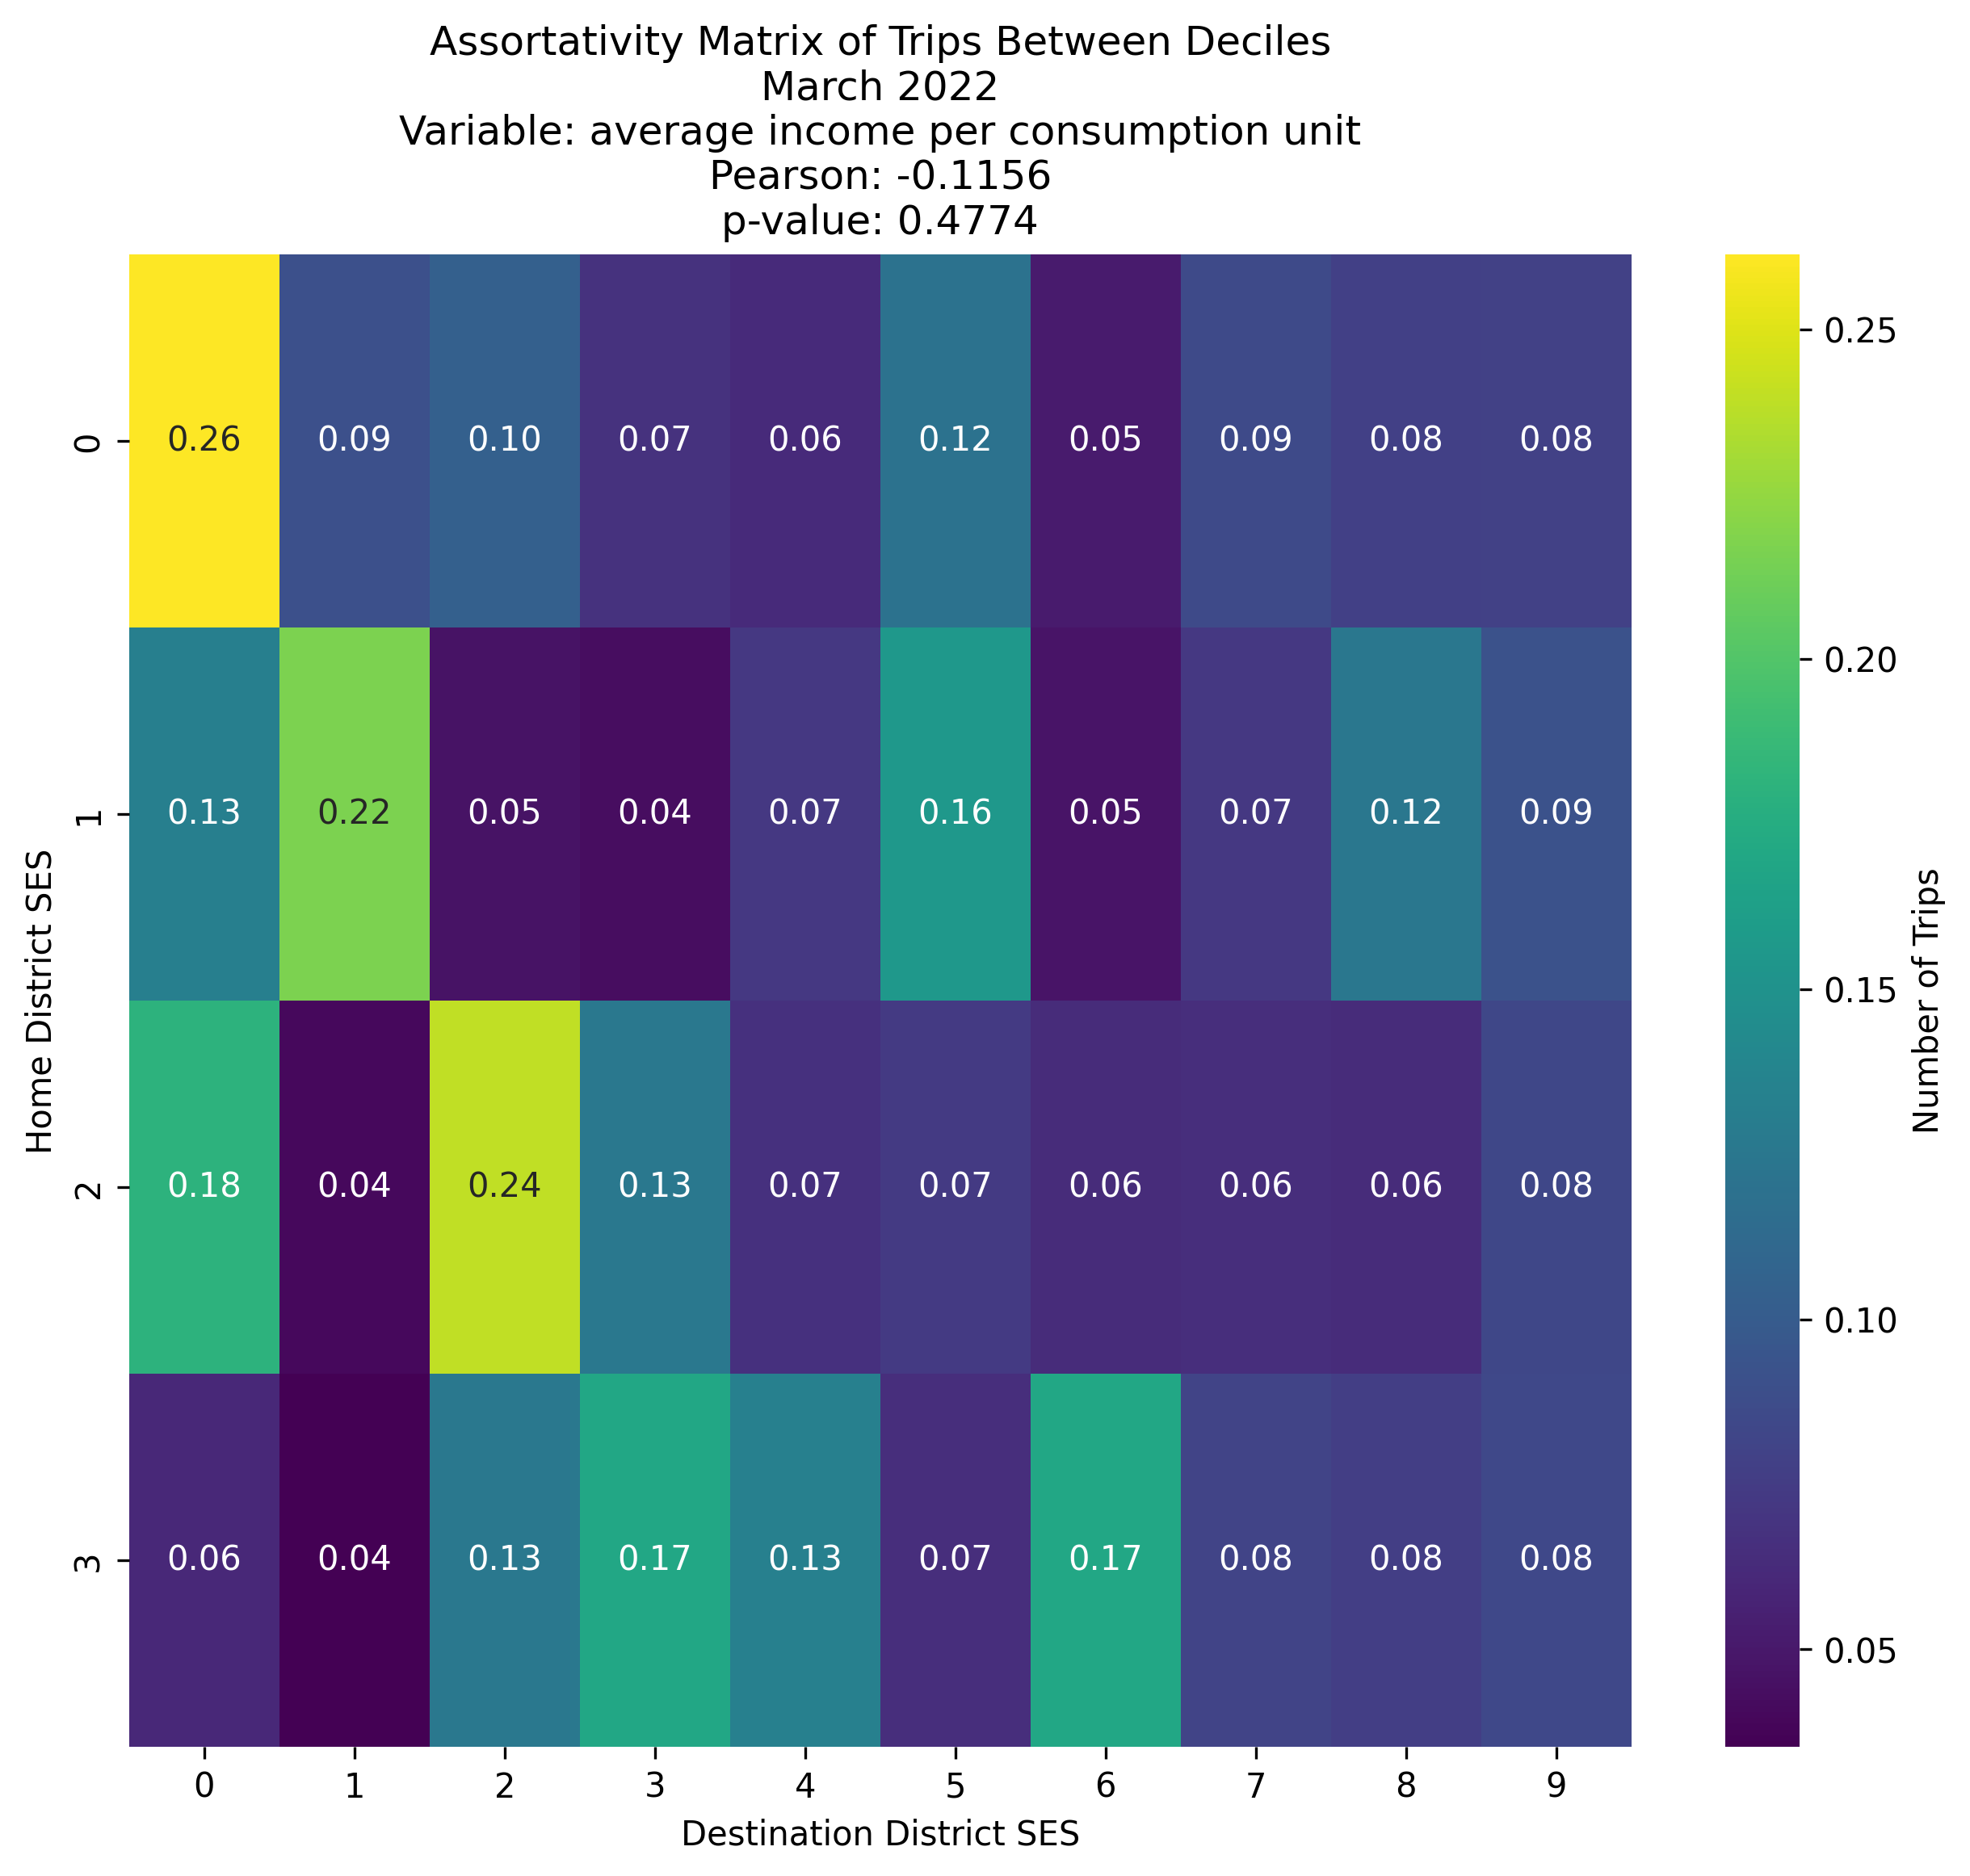 Assortativity Matrix of Trips Between Deciles
March 2022
Variable: average income per consumption unit
Pearson: -0.1156
p-value: 0.4774
0.26 0.09 0.10 0.07 0.06 0.12 0.05 0.09 0.08 0.08
0.13 0.22 0.05 0.04 0.07 0.16 0.05 0.07 0.12 0.09
0.18 0.04 0.24 0.13 0.07 0.07 0.06 0.06 0.06 0.08
0.06 0.04 0.13 0.17 0.13 0.07 0.17 0.08 0.08 0.08
0
1
2
3
Home District SES
0 1 2 3 4 5 6 7 8 9
Destination District SES
0.25
0.20
0.15
0.10
0.05
Number of Trips